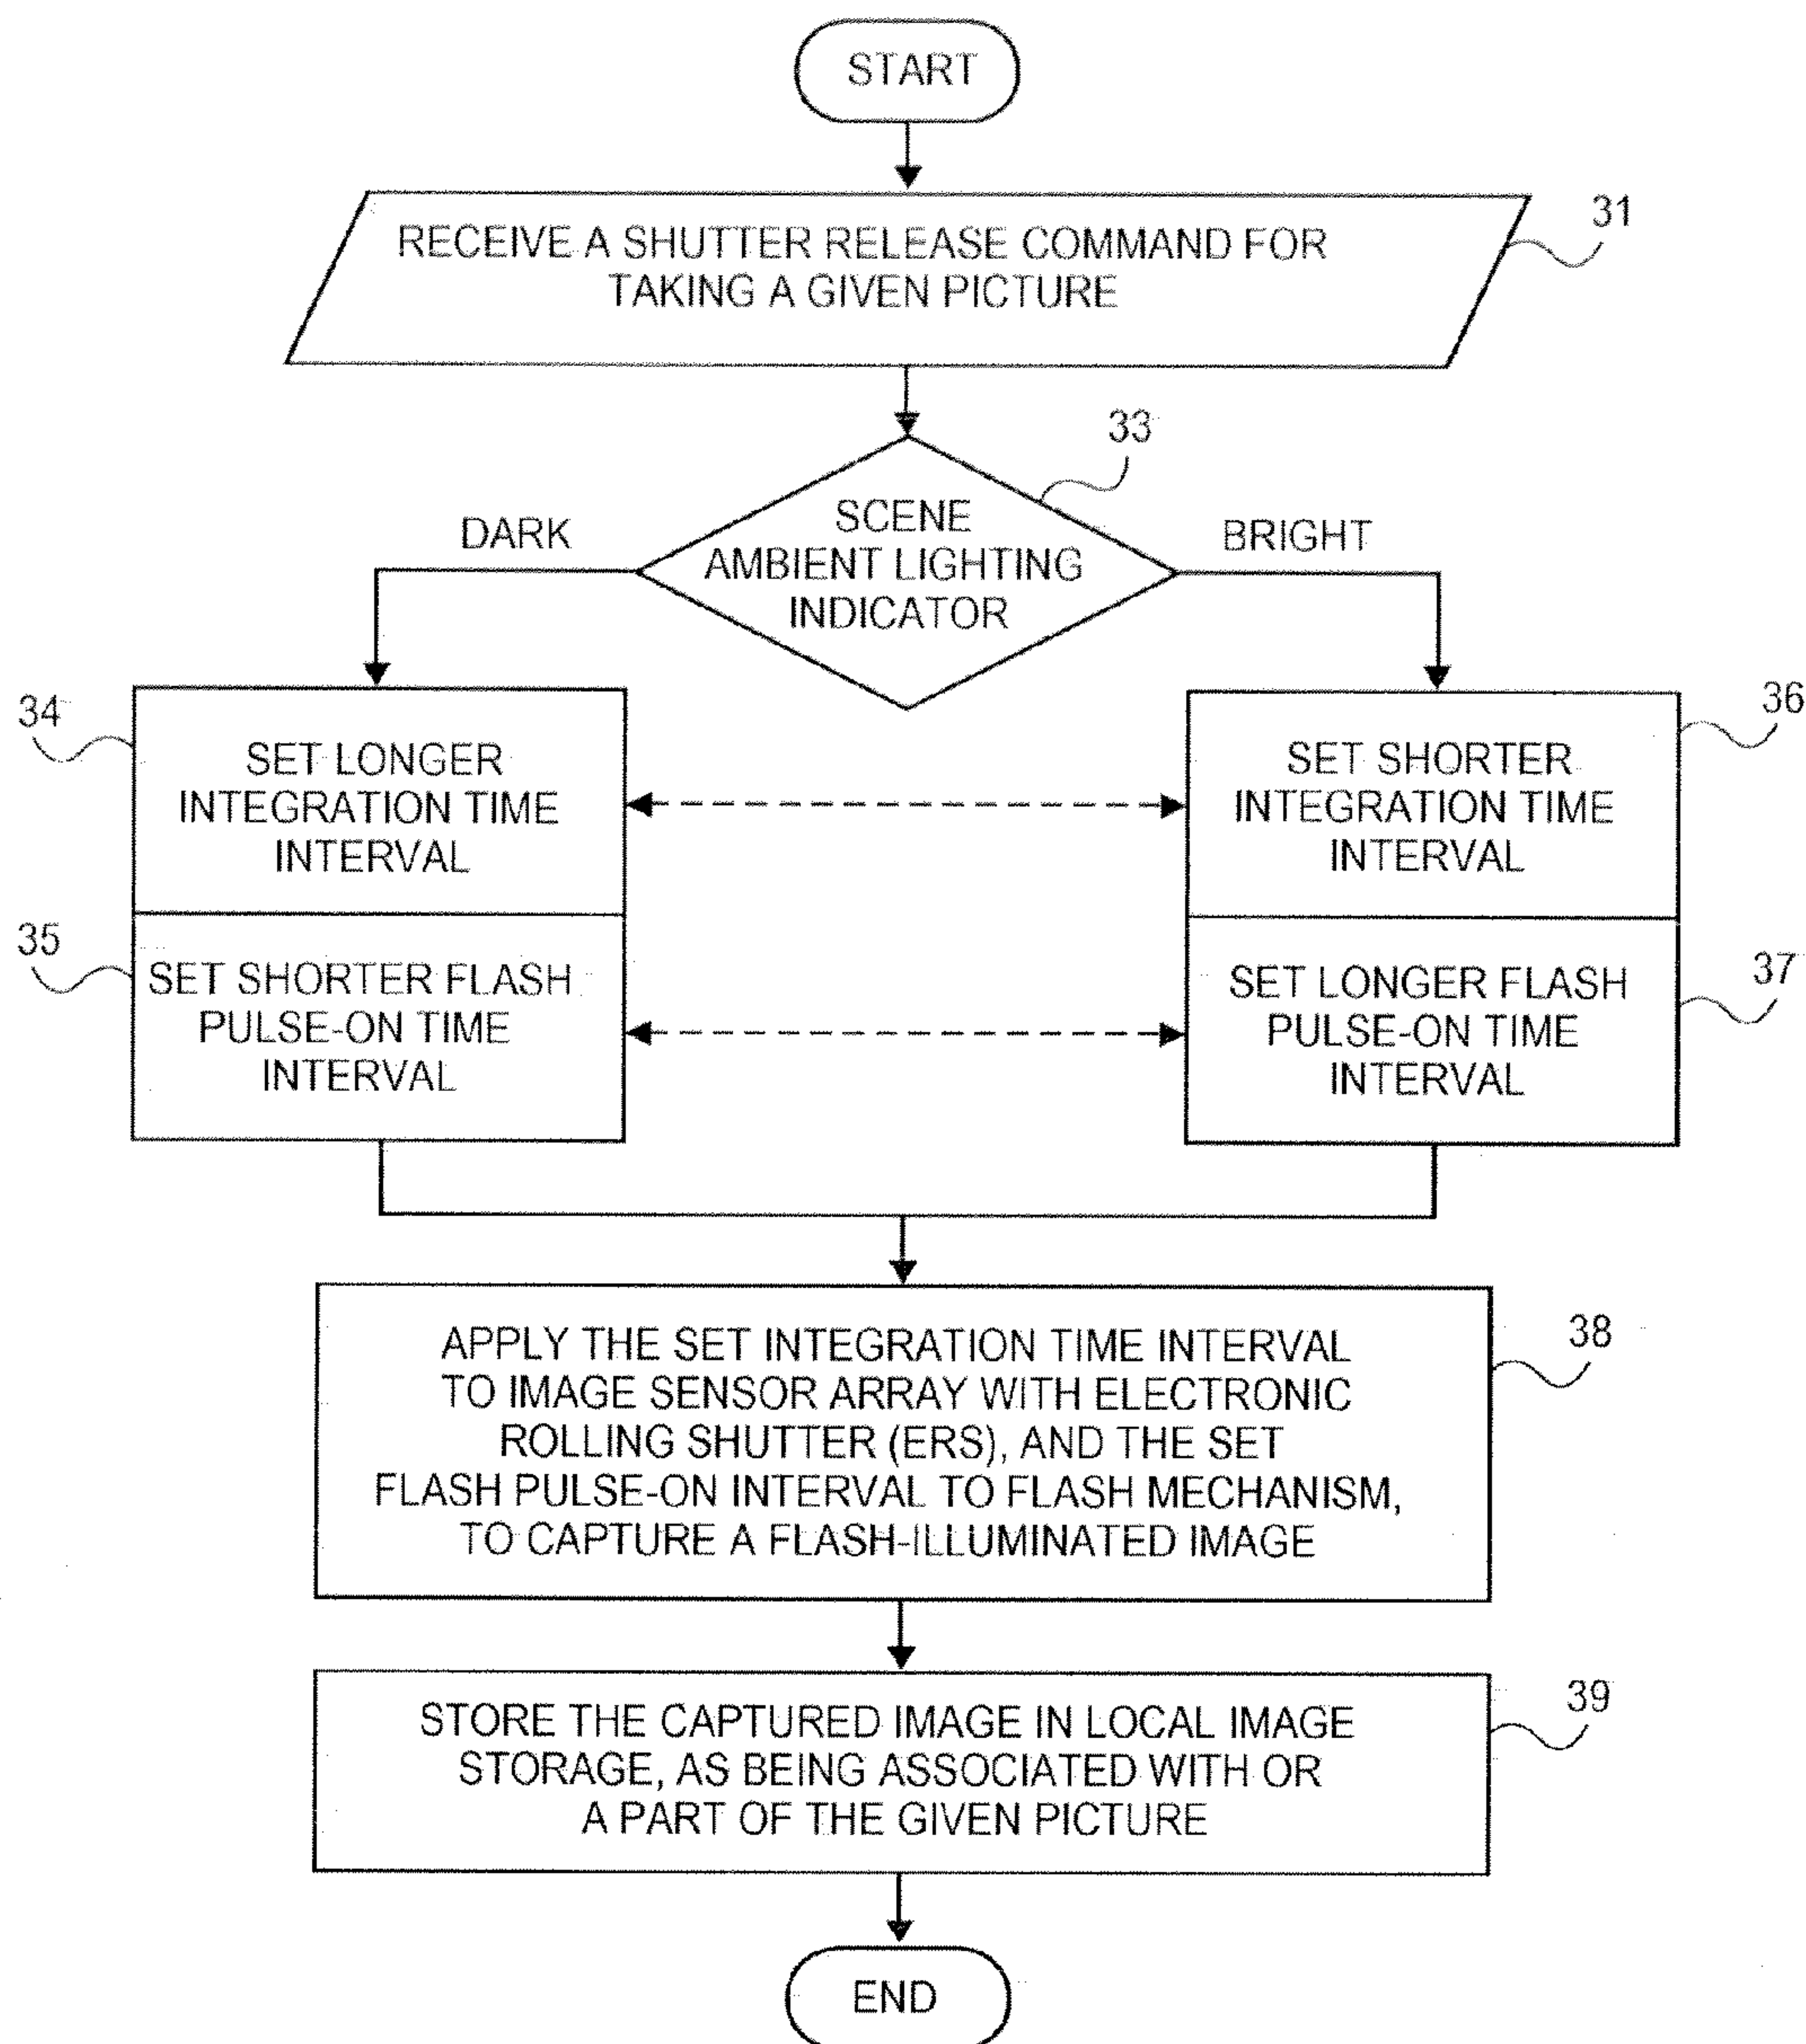 START
RECEIVE A SHUTTER RELEASE COMMAND FOR
TAKING A GIVEN PICTURE
31
33
SCENE
AMBIENT LIGHTING
INDICATOR
DARK
BRIGHT
34
SET LONGER
INTEGRATION TIME
INTERVAL
35
SET SHORTER FLASH
PULSE-ON TIME
INTERVAL
36
SET SHORTER
INTEGRATION TIME
INTERVAL
37
SET LONGER FLASH
PULSE-ON TIME
INTERVAL
38
APPLY THE SET INTEGRATION TIME INTERVAL
TO IMAGE SENSOR ARRAY WITH ELECTRONIC
ROLLING SHUTTER (ERS), AND THE SET
FLASH PULSE-ON INTERVAL TO FLASH MECHANISM,
TO CAPTURE A FLASH-ILLUMINATED IMAGE
39
STORE THE CAPTURED IMAGE IN LOCAL IMAGE
STORAGE, AS BEING ASSOCIATED WITH OR
A PART OF THE GIVEN PICTURE
END